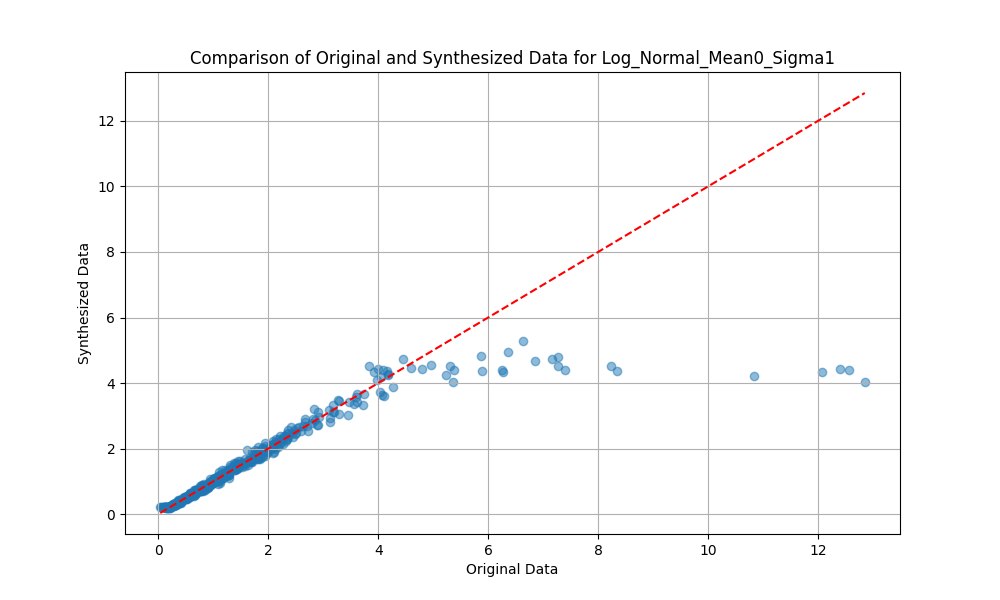 Comparison of Original and Synthesized Data for Log_Normal_Mean0_Sigma1
12
10
8
6
4
2
0
Synthesized Data
0 2 4 6 8 10 12
Original Data